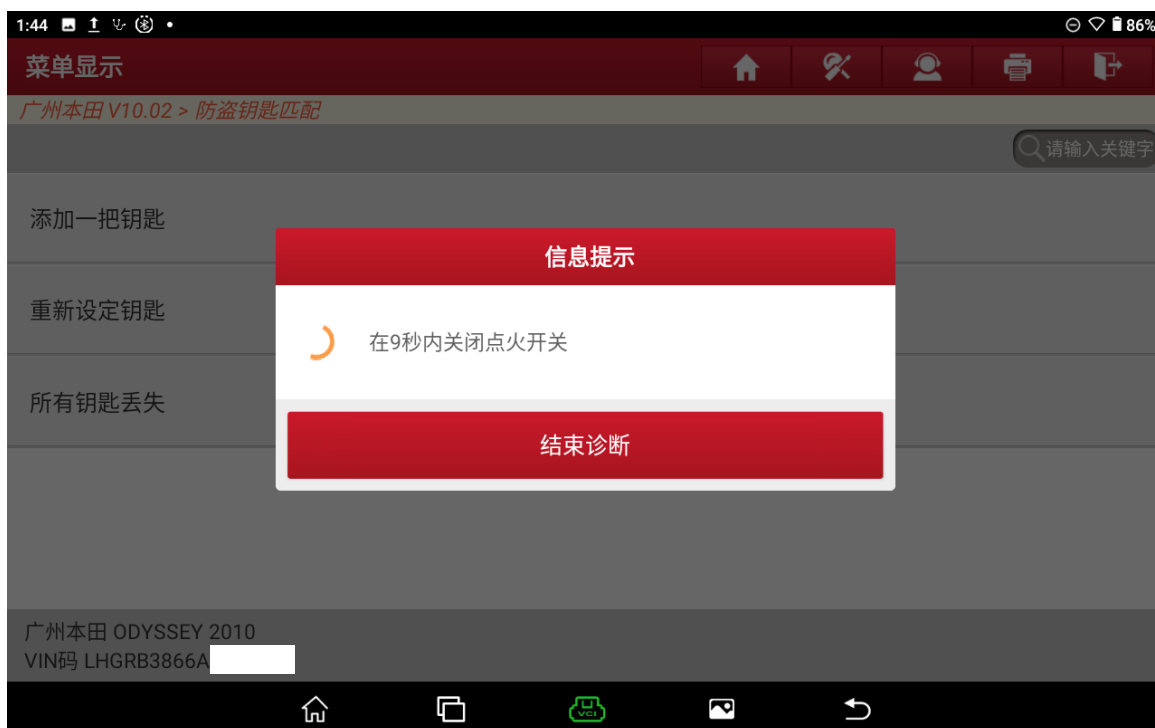 1:44
86%
菜单显示
广州本田 V10.02 > 防盗钥匙匹配
请输入关键字
添加一把钥匙
重新设定钥匙
所有钥匙丢失
信息提示
在9秒内关闭点火开关
结束诊断
广州本田 ODYSSEY 2010
VIN码 LHGRB3866A
VCI